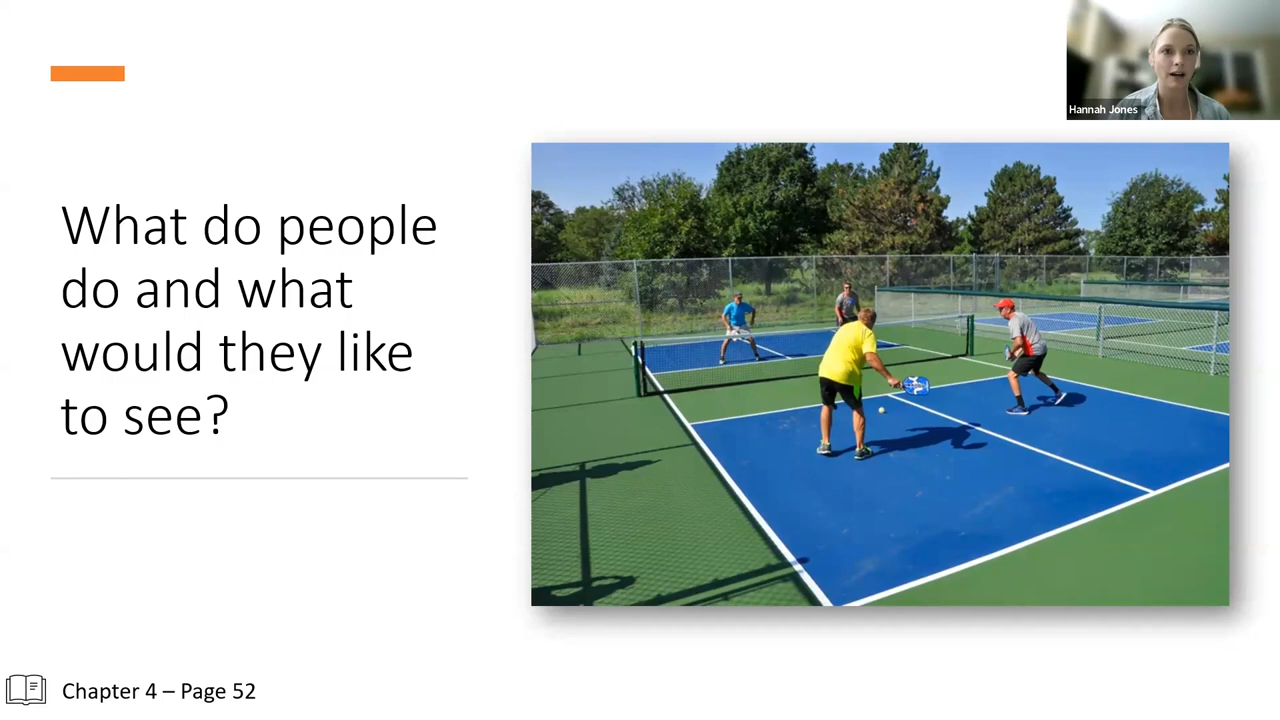 Hannah Jones
What do people
do and what
would they like
to see?
Chapter 4 – Page 52